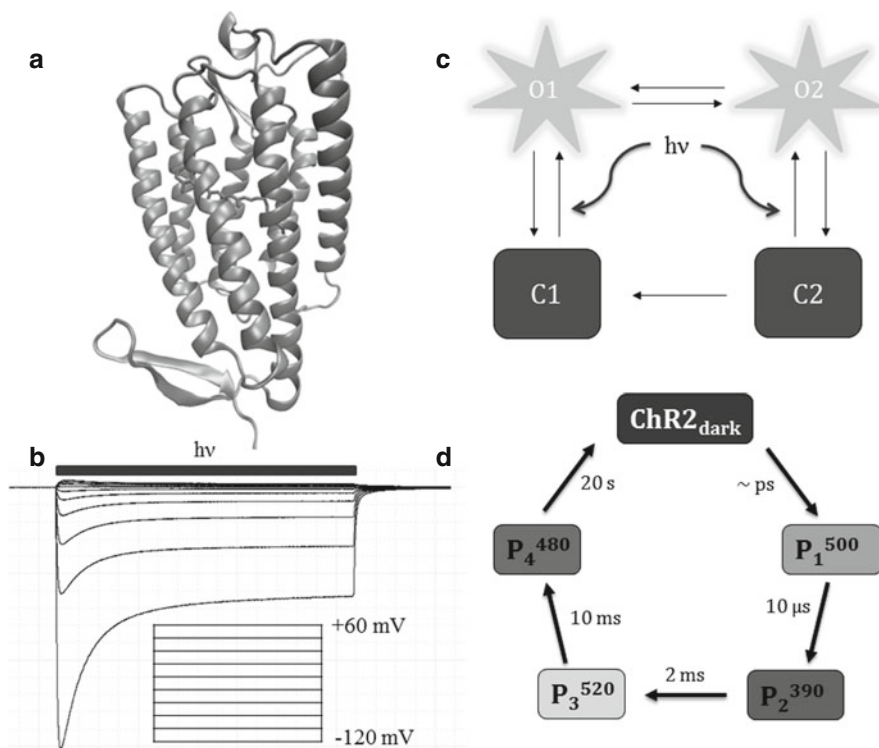 a
b
hν
+60 mV
-120 mV
c
O1
O2
hν
C1
C2
d
ChR2dark
~ ps
P₁⁵⁰⁰
10 µs
P₂³⁹⁰
2 ms
P₃⁵²⁰
10 ms
P₄⁴⁸⁰
20 s